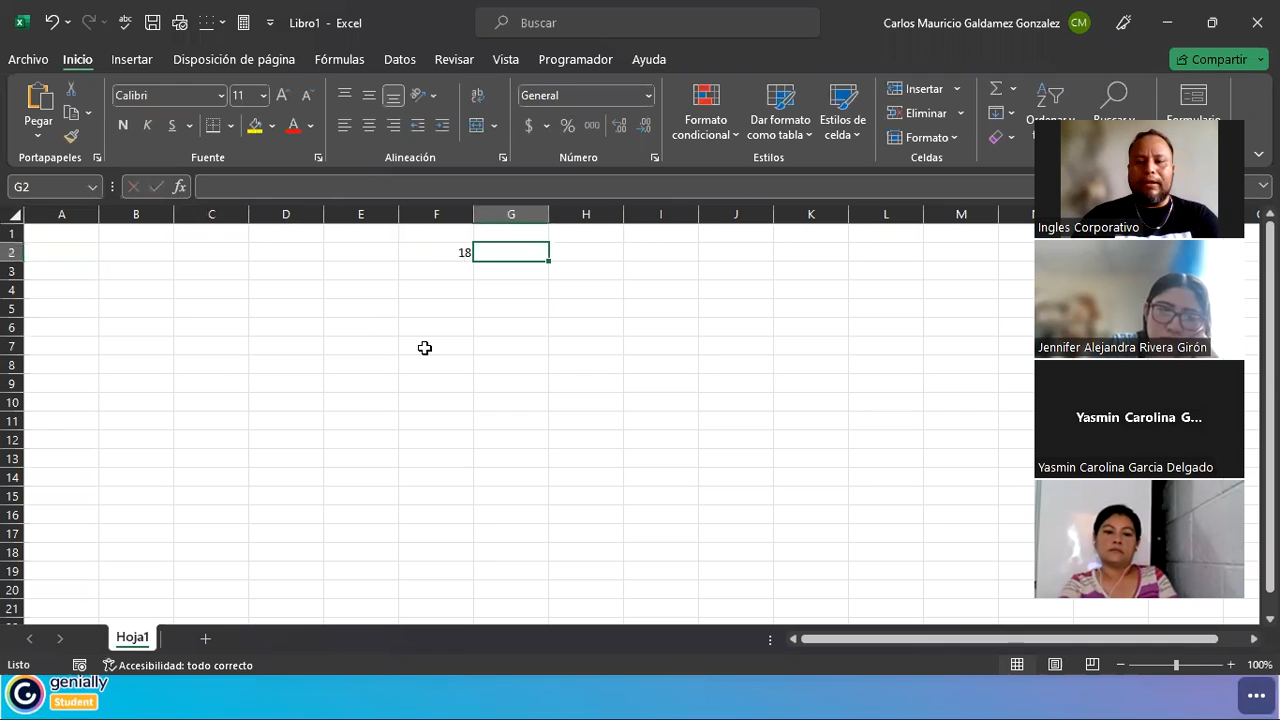 Libro1 - Excel
Buscar
Carlos Mauricio Galdamez Gonzalez
CM
Archivo Inicio Insertar Disposición de página Fórmulas Datos Revisar Vista Programador Ayuda
Compartir
Pegar
Portapapeles
Calibri 11
N K S
Fuente
Alineación
General
$ % 000
Número
Formato condicional
Dar formato como tabla
Estilos de celda
Estilos
Insertar
Eliminar
Formato
Celdas
Ordenar y
Buscar y
Formulario
G2
fx
A B C D E F G H I J K L M
1
2 18
3
4
5
6
7
8
9
10
11
12
13
14
15
16
17
18
19
20
21
Ingles Corporativo
Jennifer Alejandra Rivera Girón
Yasmin Carolina G...
Yasmin Carolina Garcia Delgado
Hoja1
Listo
Accesibilidad: todo correcto
100%
genially
Student